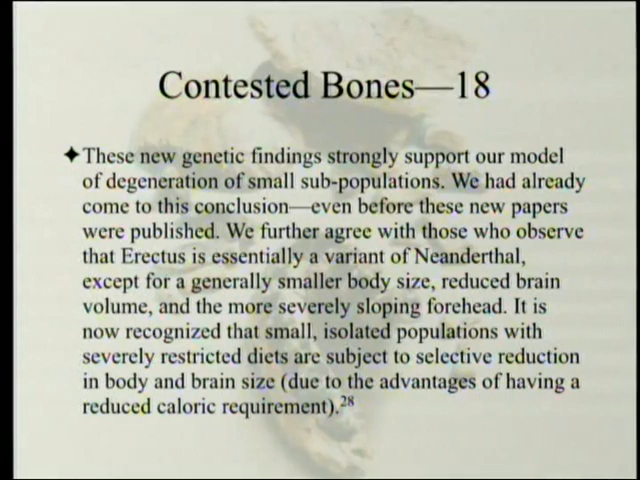 Contested Bones—18
✦These new genetic findings strongly support our model
of degeneration of small sub-populations. We had already
come to this conclusion—even before these new papers
were published. We further agree with those who observe
that Erectus is essentially a variant of Neanderthal,
except for a generally smaller body size, reduced brain
volume, and the more severely sloping forehead. It is
now recognized that small, isolated populations with
severely restricted diets are subject to selective reduction
in body and brain size (due to the advantages of having a
reduced caloric requirement).28